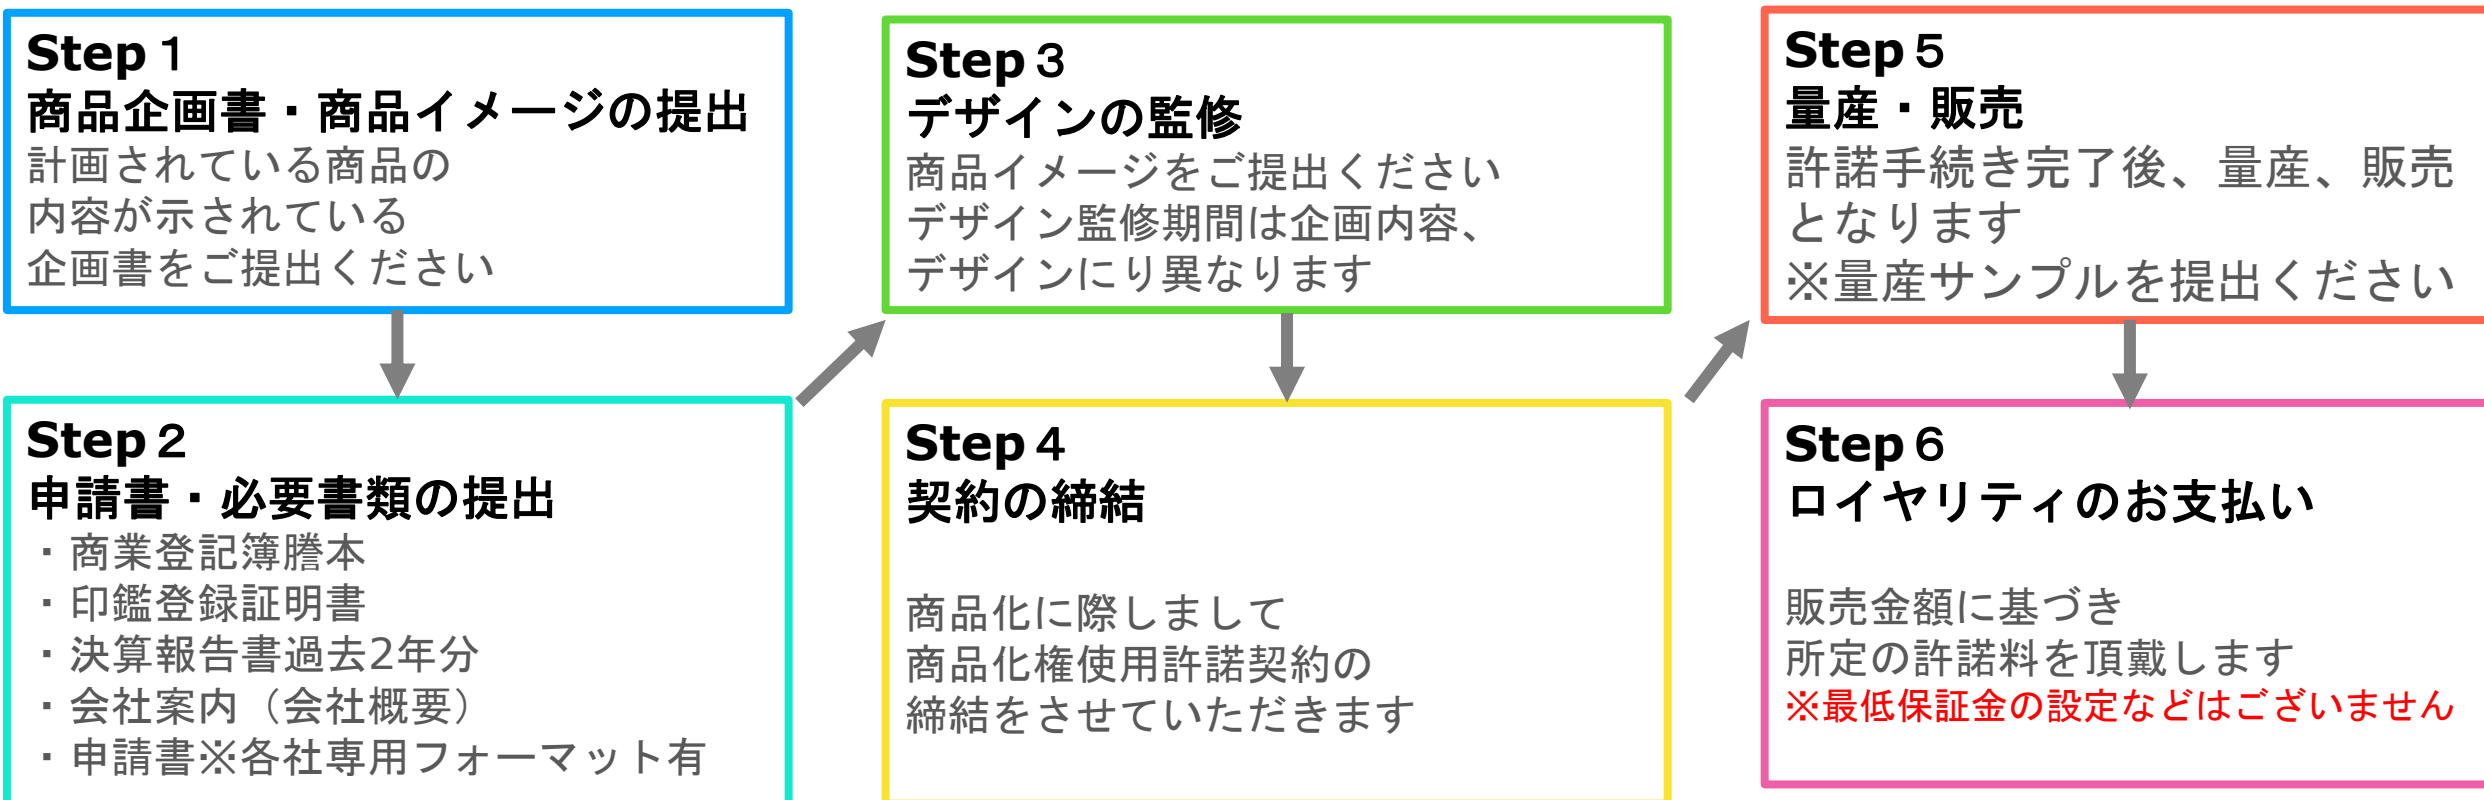 Step１
商品企画書・商品イメージの提出
計画されている商品の
内容が示されている
企画書をご提出ください
Step２
申請書・必要書類の提出
・商業登記簿謄本
・印鑑登録証明書
・決算報告書過去2年分
・会社案内（会社概要）
・申請書※各社専用フォーマット有
Step３
デザインの監修
商品イメージをご提出ください
デザイン監修期間は企画内容、
デザインにり異なります
Step４
契約の締結
商品化に際しまして
商品化権使用許諾契約の
締結をさせていただきます
Step５
量産・販売
許諾手続き完了後、量産、販売
となります
※量産サンプルを提出ください
Step６
ロイヤリティのお支払い
販売金額に基づき
所定の許諾料を頂戴します
※最低保証金の設定などはございません